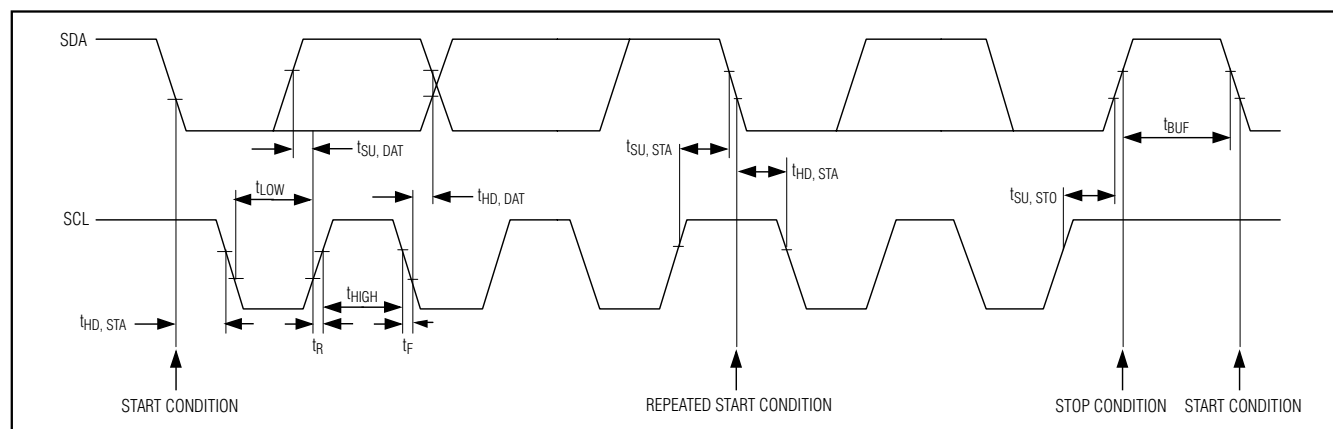 SDA
tSU, DAT
tSU, STA
tBUF
tHD, STA
tLOW
tHD, DAT
tSU, STO
SCL
tHIGH
tHD, STA
tR
tF
START CONDITION
REPEATED START CONDITION
STOP CONDITION
START CONDITION